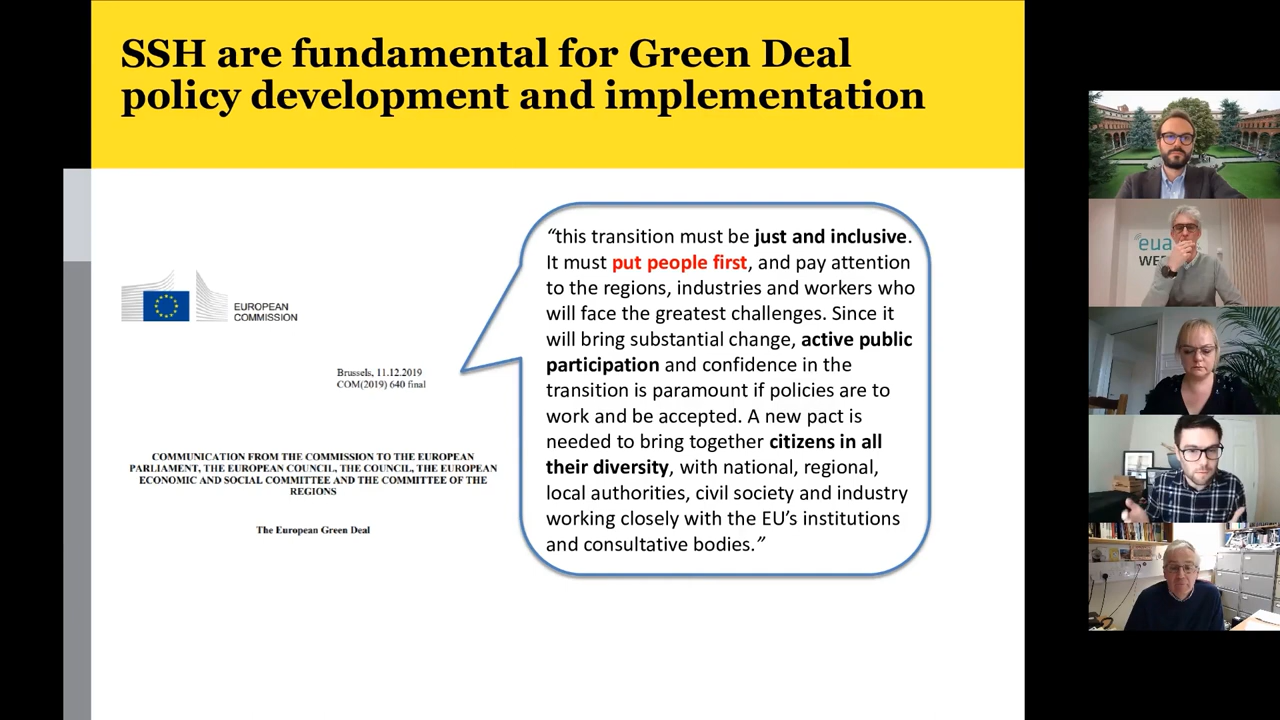 SSH are fundamental for Green Deal
policy development and implementation
EUROPEAN
COMMISSION
Brussels, 11.12.2019
COM(2019) 640 final
COMMUNICATION FROM THE COMMISSION TO THE EUROPEAN
PARLIAMENT, THE EUROPEAN COUNCIL, THE COUNCIL, THE EUROPEAN
ECONOMIC AND SOCIAL COMMITTEE AND THE COMMITTEE OF THE
REGIONS
The European Green Deal
“this transition must be just and inclusive.
It must put people first, and pay attention
to the regions, industries and workers who
will face the greatest challenges. Since it
will bring substantial change, active public
participation and confidence in the
transition is paramount if policies are to
work and be accepted. A new pact is
needed to bring together citizens in all
their diversity, with national, regional,
local authorities, civil society and industry
working closely with the EU’s institutions
and consultative bodies.”
eua